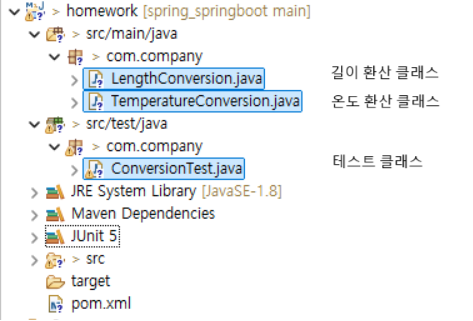 homework [spring_springboot main]
> src/main/java
com.company
LengthConversion.java 길이 환산 클래스
TemperatureConversion.java 온도 환산 클래스
> src/test/java
> com.company
ConversionTest.java 테스트 클래스
JRE System Library [JavaSE-1.8]
Maven Dependencies
JUnit 5
> src
target
pom.xml